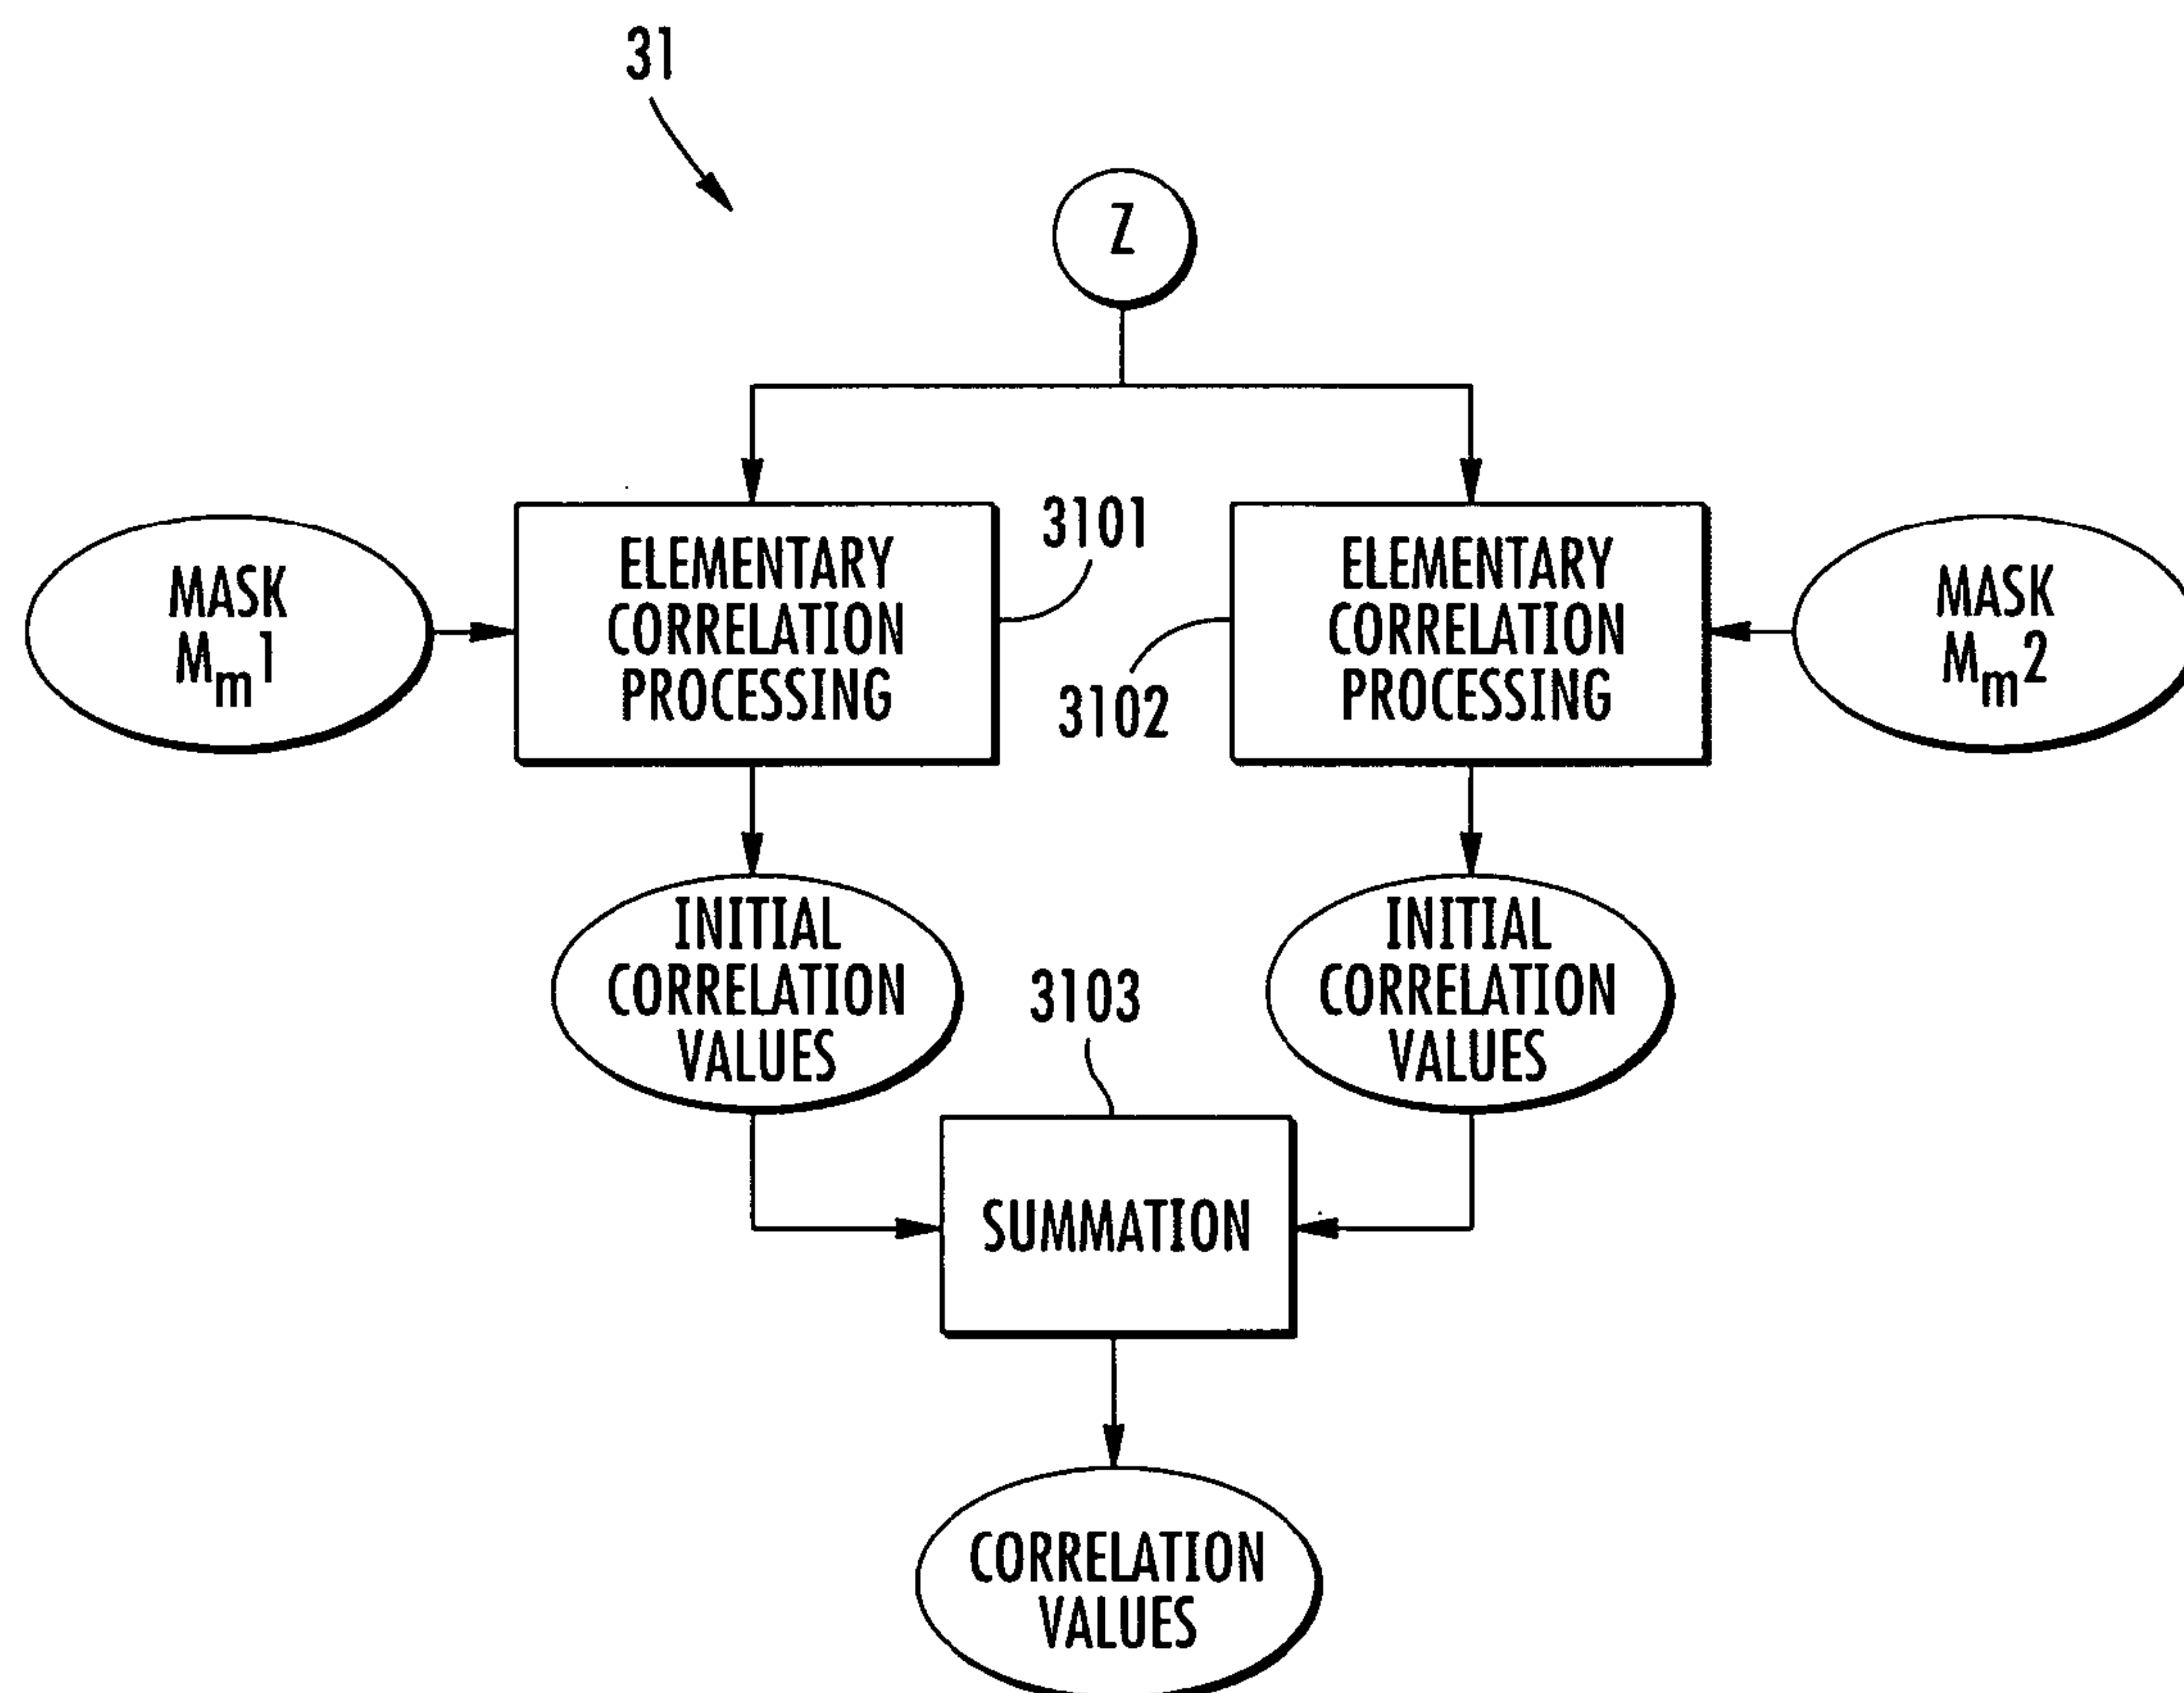 31
Z
MASK
Mm1
ELEMENTARY
CORRELATION
PROCESSING
3101
3102
ELEMENTARY
CORRELATION
PROCESSING
MASK
Mm2
INITIAL
CORRELATION
VALUES
3103
INITIAL
CORRELATION
VALUES
SUMMATION
CORRELATION
VALUES